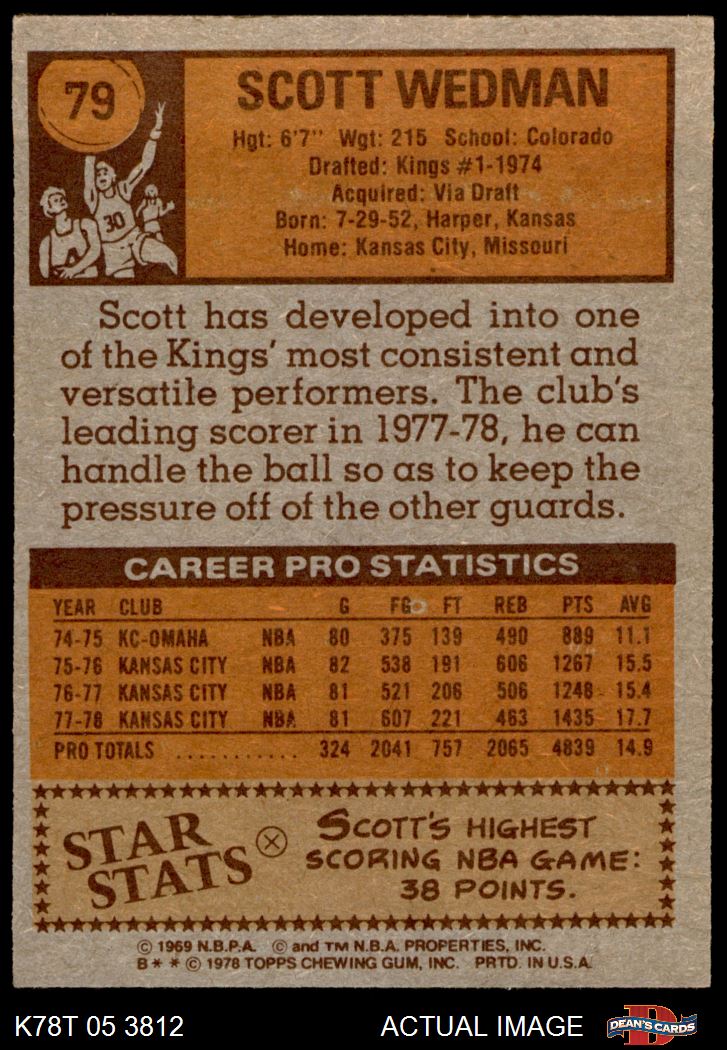 79
30
SCOTT WEDMAN
Hgt: 6'7" Wgt: 215 School: Colorado
Drafted: Kings #1-1974
Acquired: Via Draft
Born: 7-29-52, Harper, Kansas
Home: Kansas City, Missouri
Scott has developed into one
of the Kings' most consistent and
versatile performers. The club's
leading scorer in 1977-78, he can
handle the ball so as to keep the
pressure off of the other guards.
CAREER PRO STATISTICS
YEAR CLUB G FG FT REB PTS AVG
74-75 KC-OMAHA NBA 80 375 139 490 889 11.1
75-76 KANSAS CITY NBA 82 538 191 606 1267 15.5
76-77 KANSAS CITY NBA 81 521 206 506 1248 15.4
77-78 KANSAS CITY NBA 81 607 221 463 1435 17.7
PRO TOTALS ............ 324 2041 757 2065 4839 14.9
STAR
STATS
SCOTT'S HIGHEST
SCORING NBA GAME:
38 POINTS.
© 1969 N.B.P.A. © and TM N.B.A. PROPERTIES, INC.
B * * © 1978 TOPPS CHEWING GUM, INC. PRTD. IN U.S.A.
K78T 05 3812 ACTUAL IMAGE DEAN'S CARDS